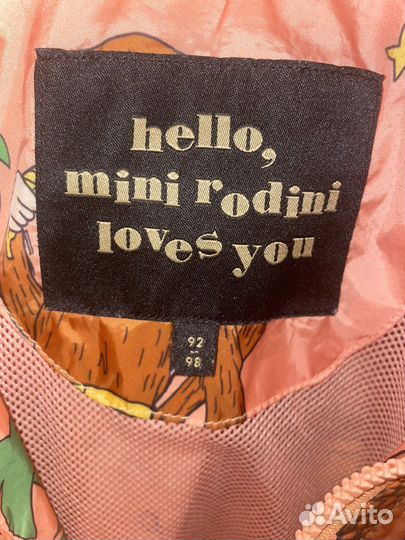 hello,
mini rodini
loves you
92
–
98
Avito